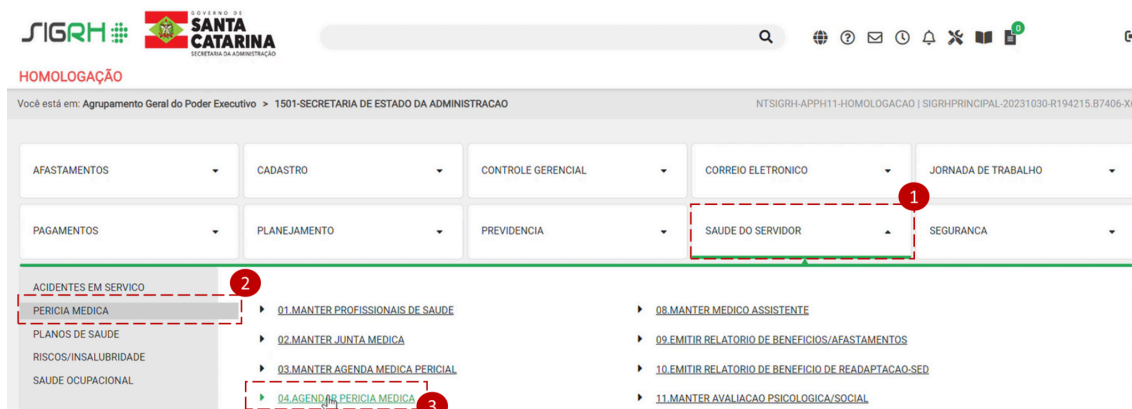 SIGRH
GOVERNO DE
SANTA
CATARINA
SECRETARIA DA ADMINISTRAÇÃO
0
HOMOLOGAÇÃO
Você está em: Agrupamento Geral do Poder Executivo > 1501-SECRETARIA DE ESTADO DA ADMINISTRACAO
NTSIGRH-APPH11-HOMOLOGACAO | SIGRHPRINCIPAL-20231030-R194215.B7406-X
AFASTAMENTOS
CADASTRO
CONTROLE GERENCIAL
CORREIO ELETRONICO
JORNADA DE TRABALHO
1
PAGAMENTOS
PLANEJAMENTO
PREVIDENCIA
SAUDE DO SERVIDOR
SEGURANCA
ACIDENTES EM SERVICO
2
PERICIA MEDICA
PLANOS DE SAUDE
RISCOS/INSALUBRIDADE
SAUDE OCUPACIONAL
01.MANTER PROFISSIONAIS DE SAUDE
02.MANTER JUNTA MEDICA
03.MANTER AGENDA MEDICA PERICIAL
04.AGENDAR PERICIA MEDICA
3
08.MANTER MEDICO ASSISTENTE
09.EMITIR RELATORIO DE BENEFICIOS/AFASTAMENTOS
10.EMITIR RELATORIO DE BENEFICIO DE READAPTACAO-SED
11.MANTER AVALIACAO PSICOLOGICA/SOCIAL